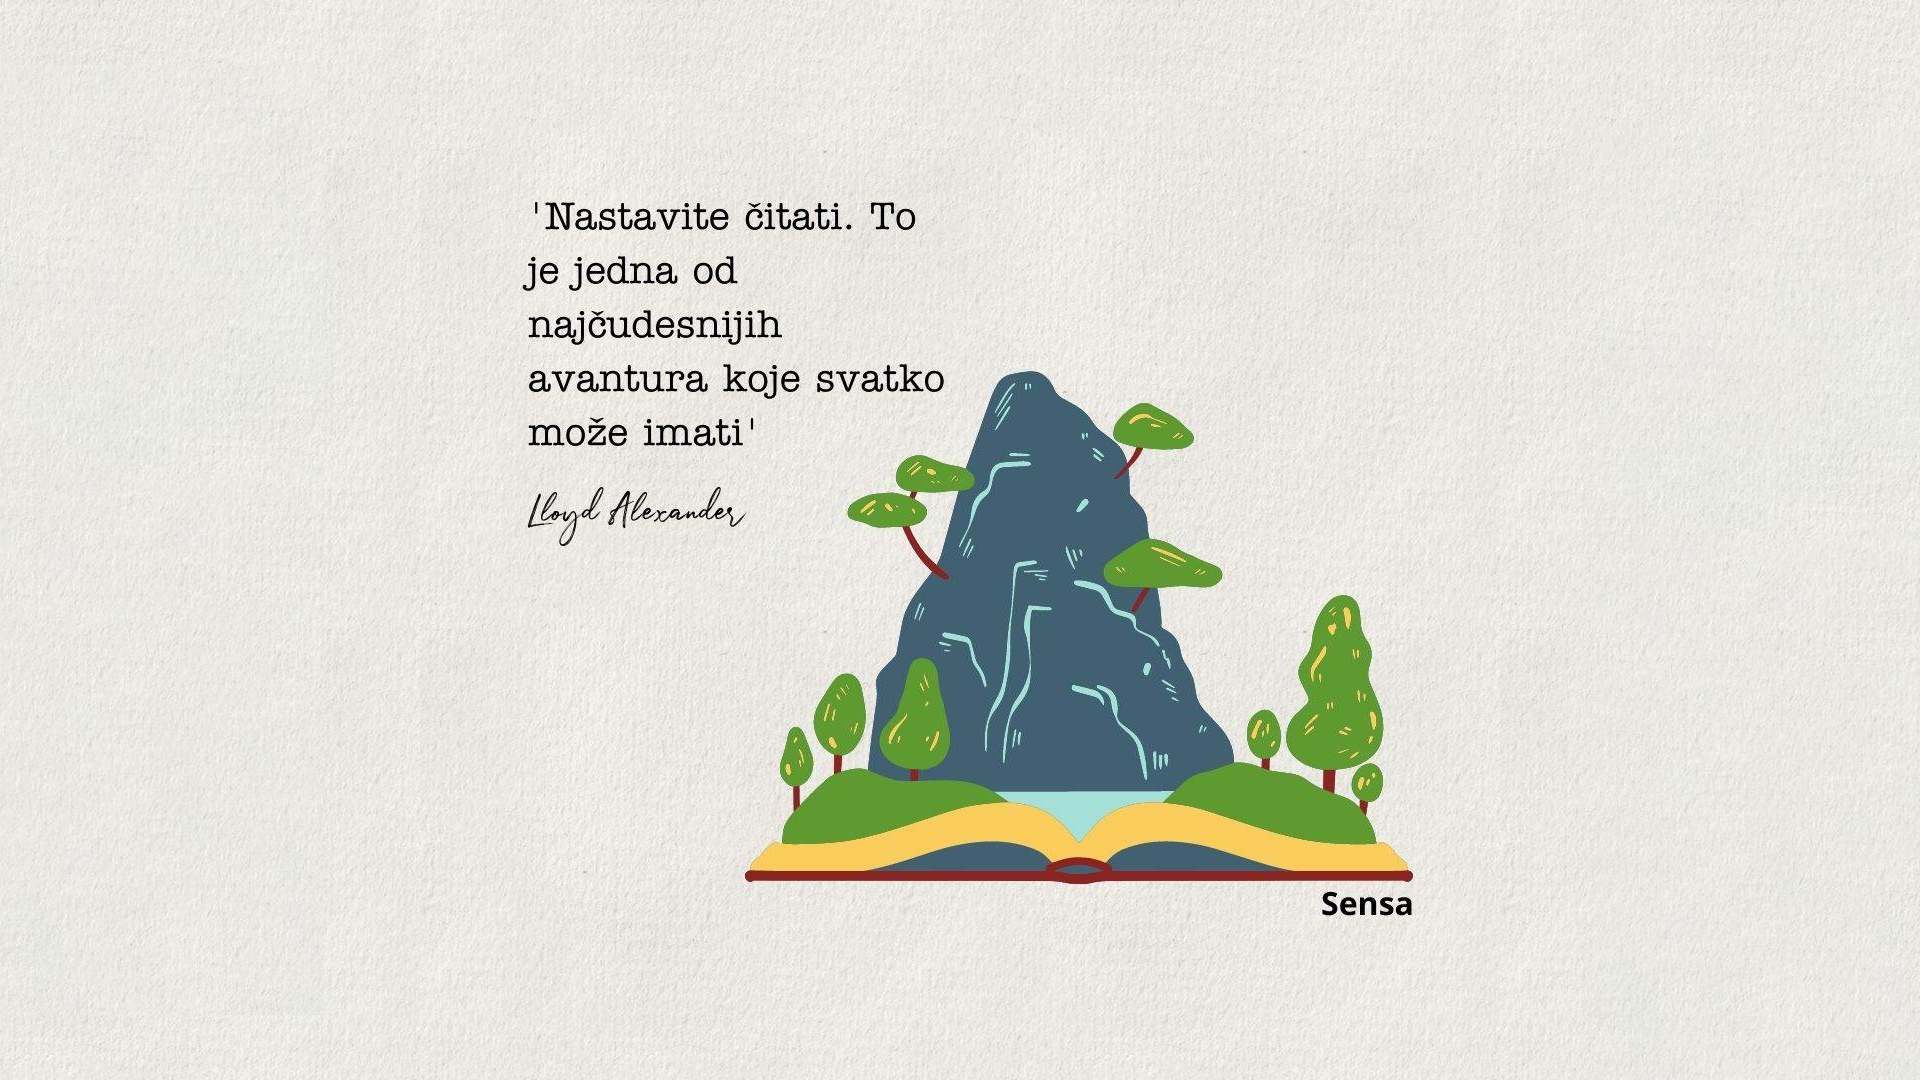 'Nastavite čitati. To
je jedna od
najčudesnijih
avantura koje svatko
može imati'
Lloyd Alexander
Sensa